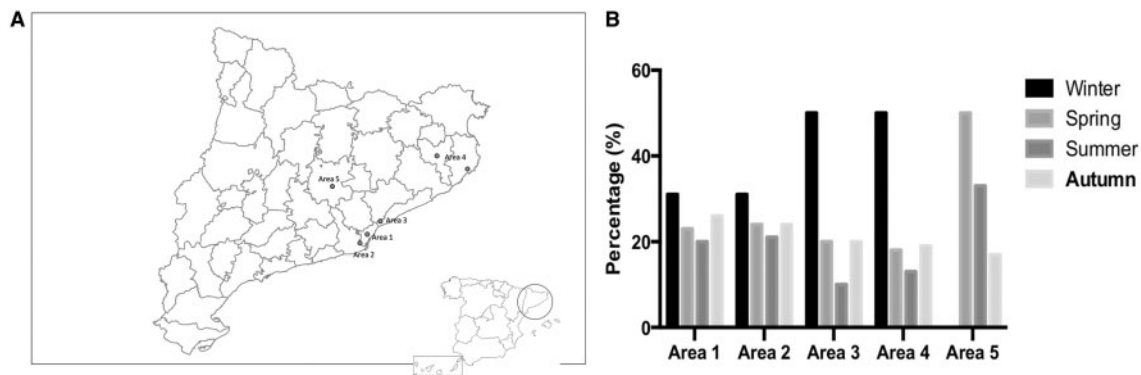 A
Area 4
Area 5
Area 3
Area 1
Area 2
B
Percentage (%)
60
40
20
0
Area 1
Area 2
Area 3
Area 4
Area 5
Winter
Spring
Summer
Autumn